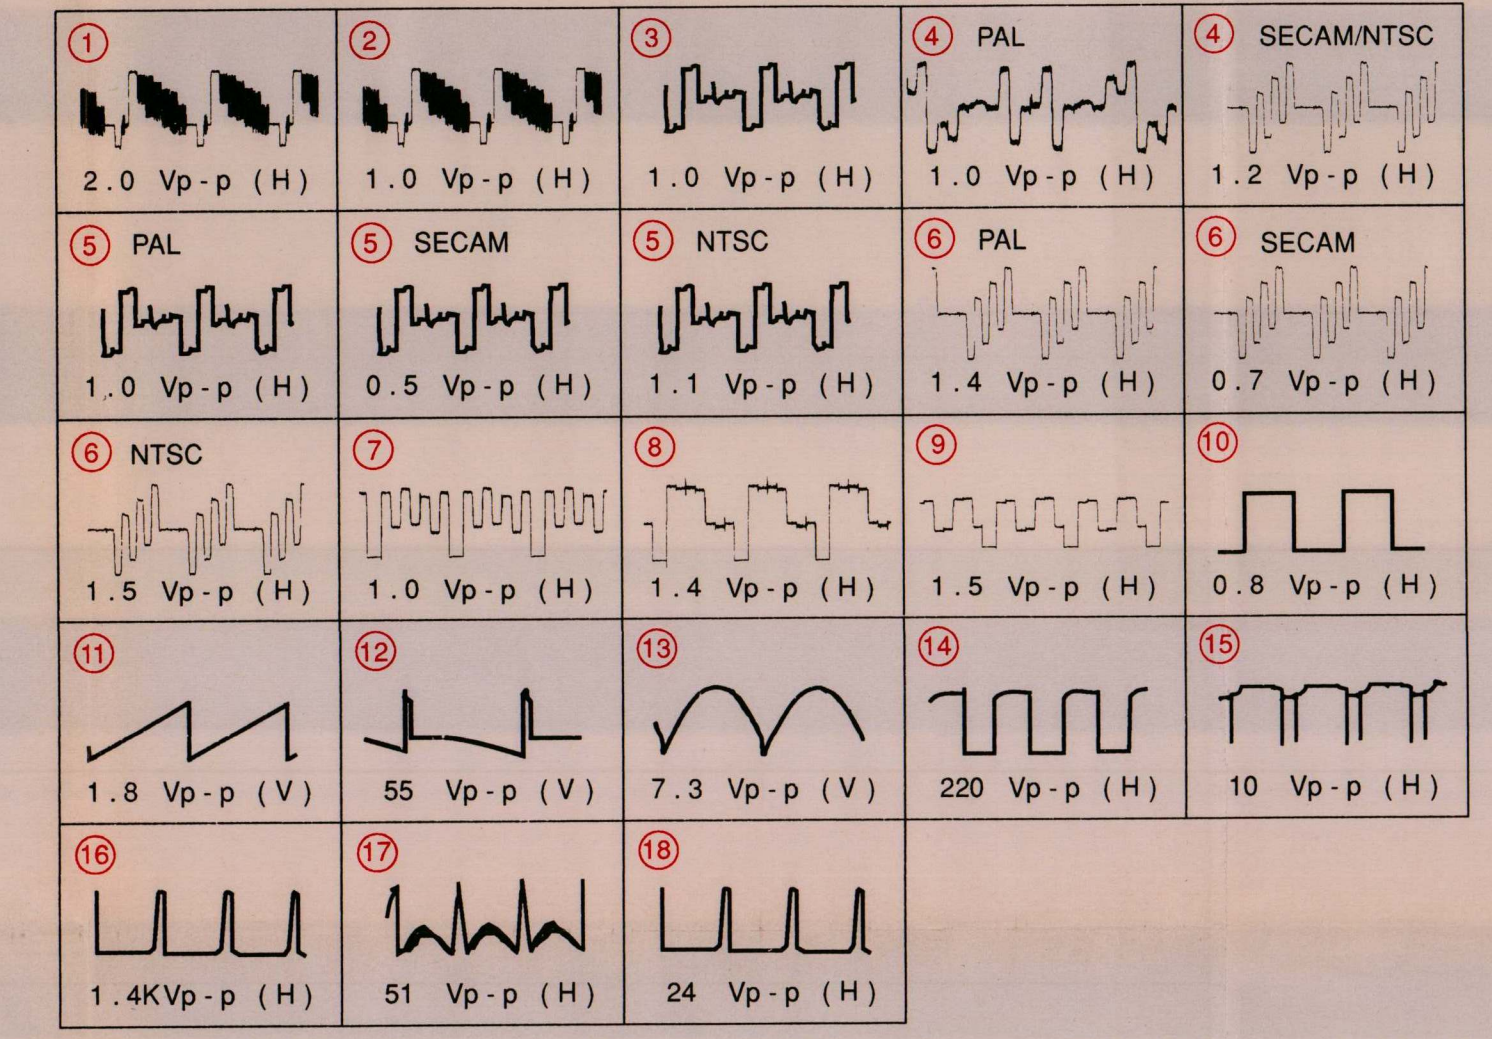 ① ② ③ ④ PAL ④ SECAM/NTSC
2.0 Vp-p (H) 1.0 Vp-p (H) 1.0 Vp-p (H) 1.0 Vp-p (H) 1.2 Vp-p (H)
⑤ PAL ⑤ SECAM ⑤ NTSC ⑥ PAL ⑥ SECAM
1.0 Vp-p (H) 0.5 Vp-p (H) 1.1 Vp-p (H) 1.4 Vp-p (H) 0.7 Vp-p (H)
⑥ NTSC ⑦ ⑧ ⑨ ⑩
1.5 Vp-p (H) 1.0 Vp-p (H) 1.4 Vp-p (H) 1.5 Vp-p (H) 0.8 Vp-p (H)
⑪ ⑫ ⑬ ⑭ ⑮
1.8 Vp-p (V) 55 Vp-p (V) 7.3 Vp-p (V) 220 Vp-p (H) 10 Vp-p (H)
⑯ ⑰ ⑱
1.4KVp-p (H) 51 Vp-p (H) 24 Vp-p (H)